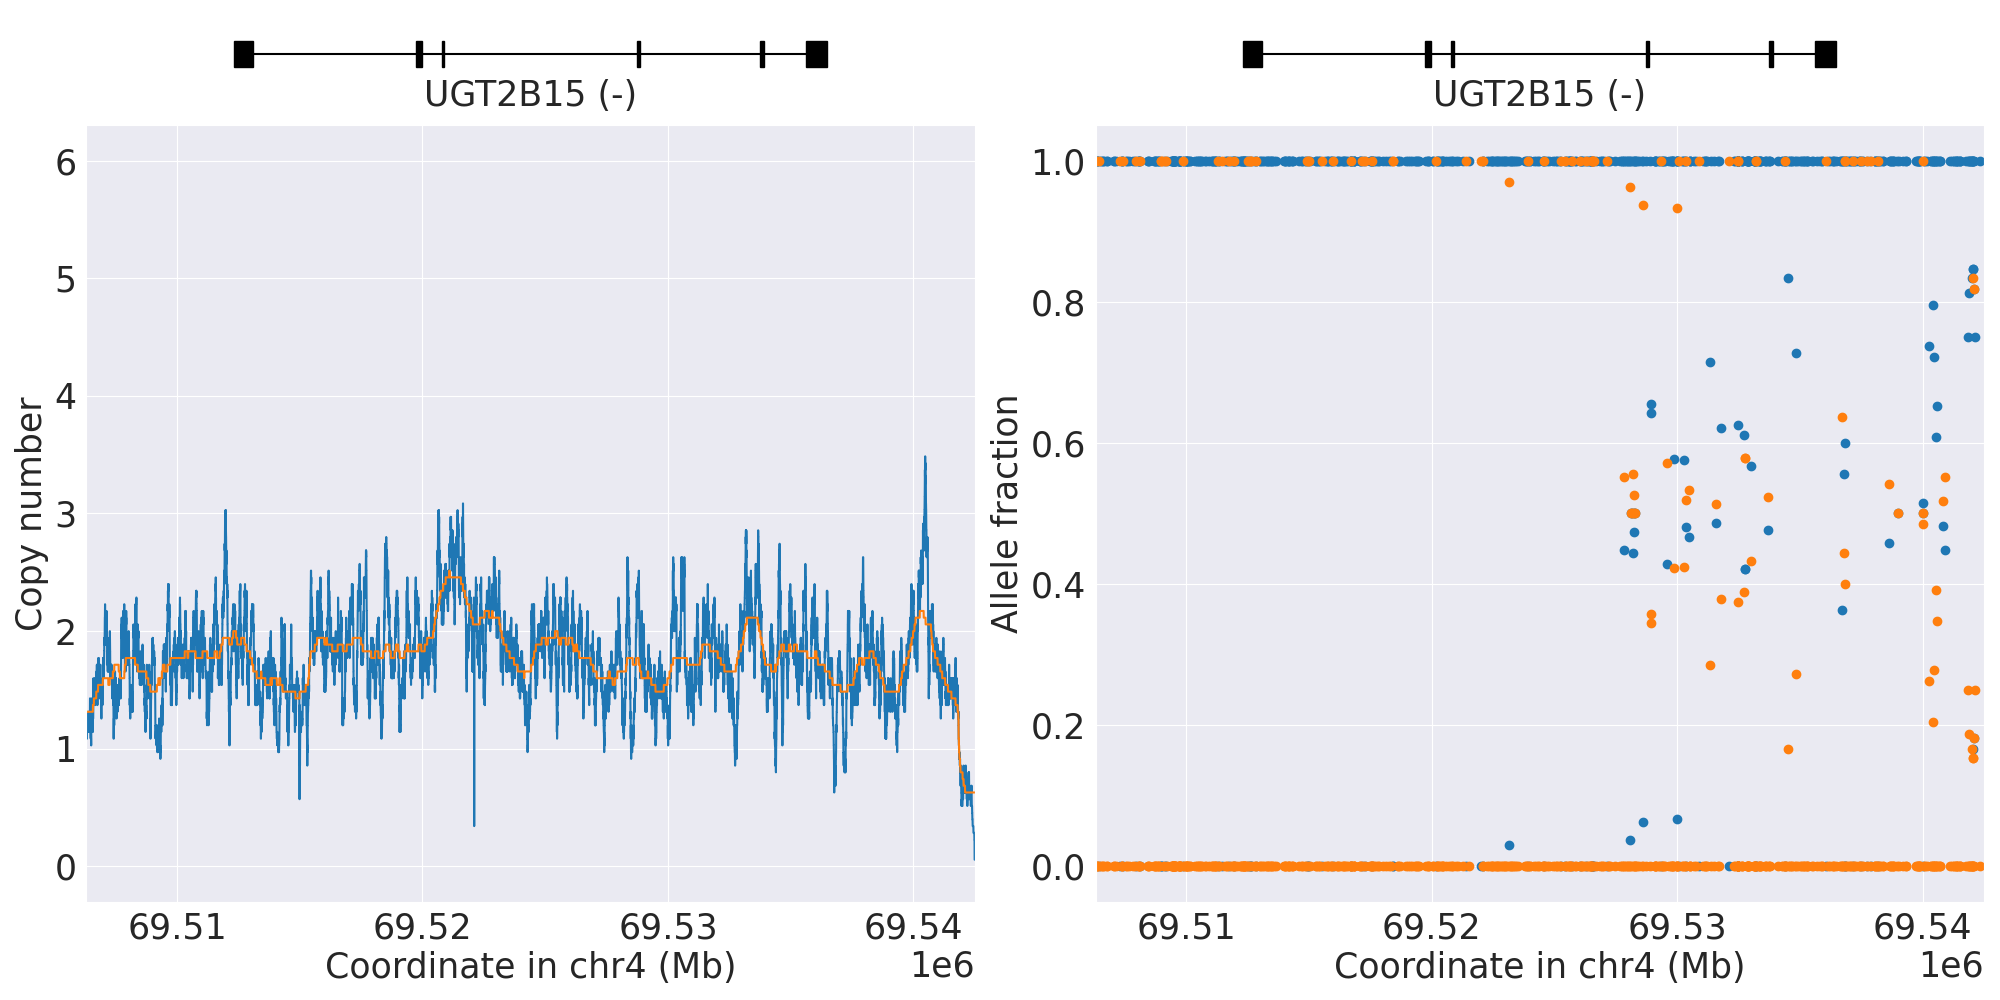 UGT2B15 (-)
6
5
4
3
2
1
0
Copy number
69.51 69.52 69.53 69.54
Coordinate in chr4 (Mb)
1e6
UGT2B15 (-)
1.0
0.8
0.6
0.4
0.2
0.0
Allele fraction
69.51 69.52 69.53 69.54
Coordinate in chr4 (Mb)
1e6